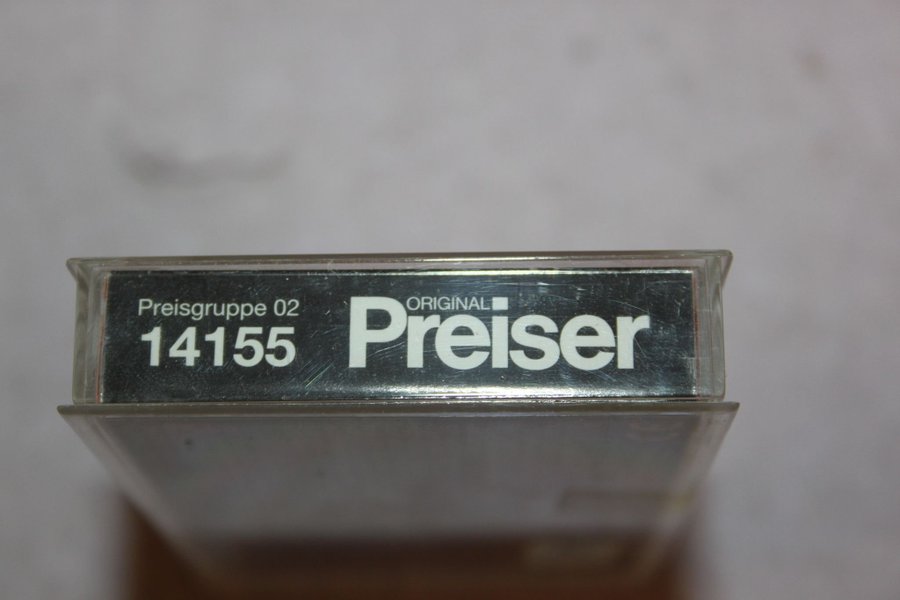 Preisgruppe 02
14155
ORIGINAL
Preiser